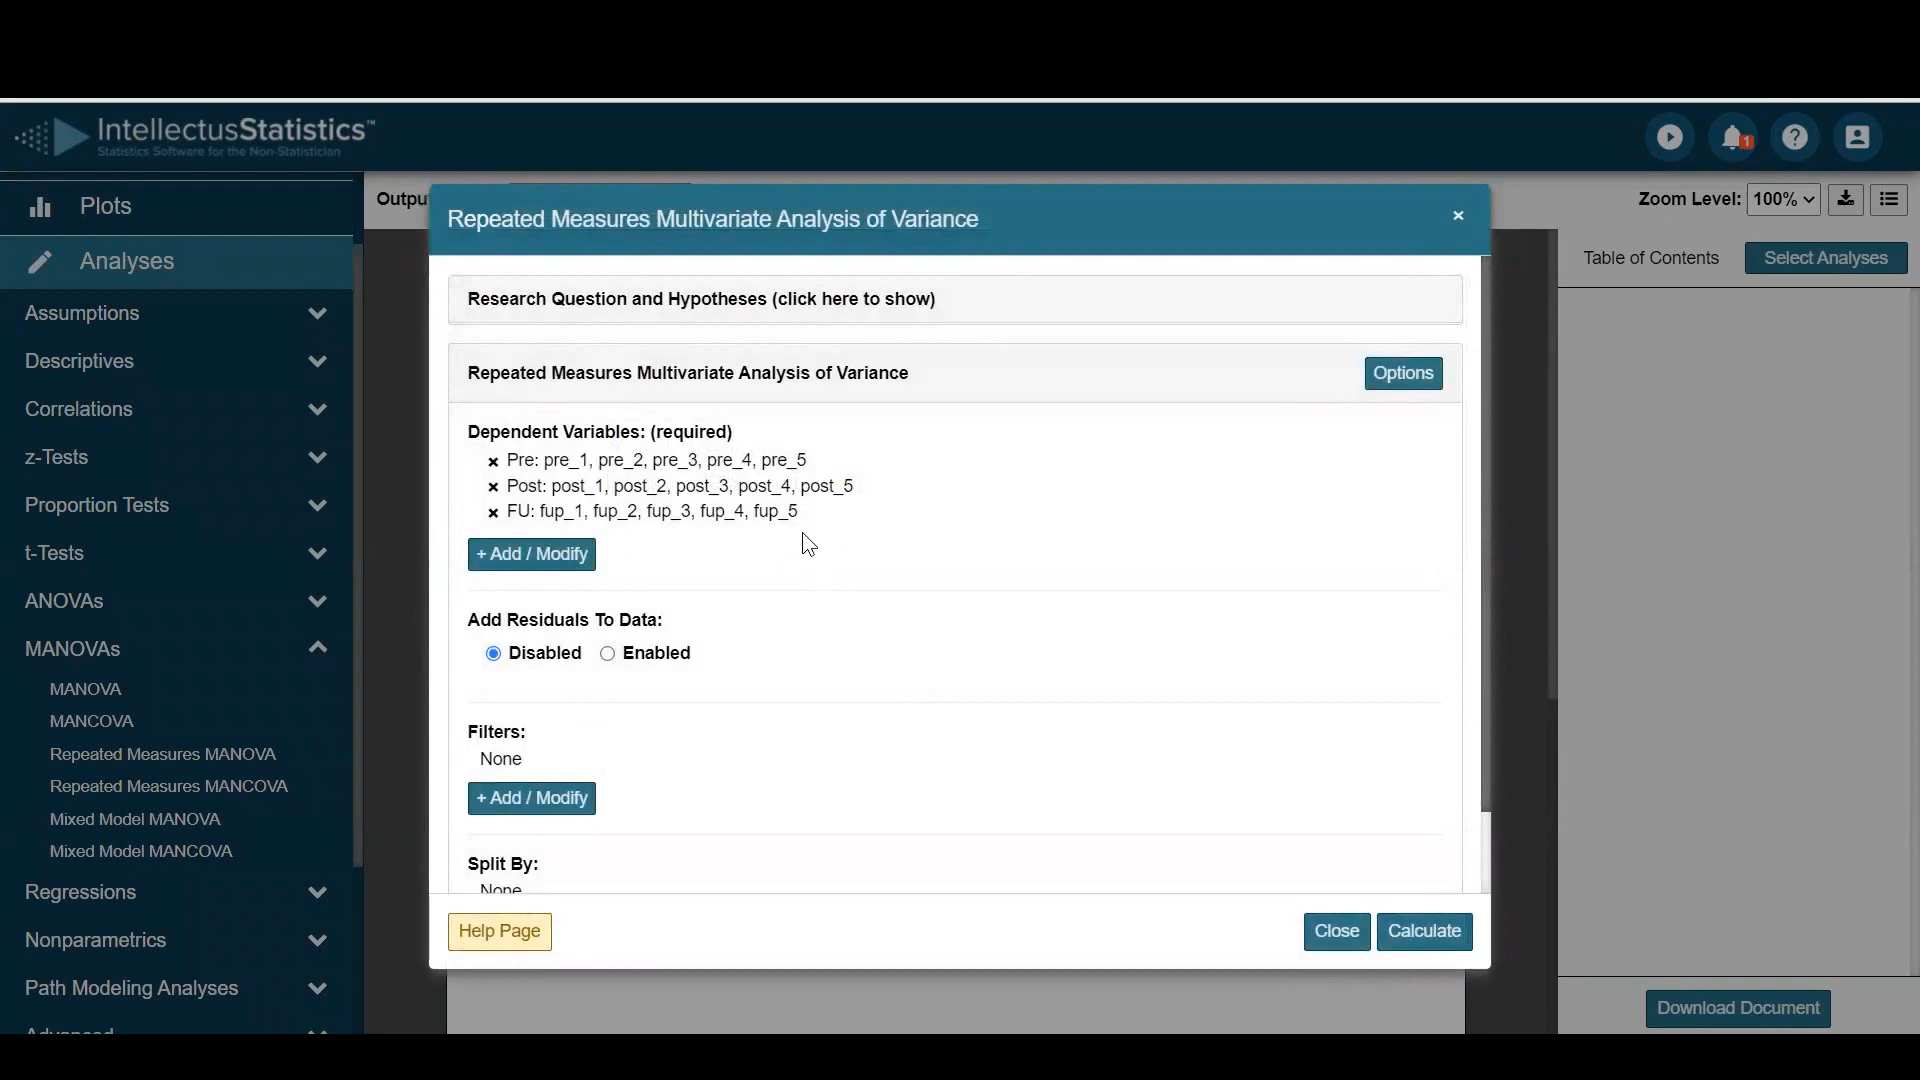 IntellectusStatistics™
Statistics Software for the Non-Statistician
1
Plots
Analyses
Assumptions
Descriptives
Correlations
z-Tests
Proportion Tests
t-Tests
ANOVAs
MANOVAs
MANOVA
MANCOVA
Repeated Measures MANOVA
Repeated Measures MANCOVA
Mixed Model MANOVA
Mixed Model MANCOVA
Regressions
Nonparametrics
Path Modeling Analyses
Advanced
Outpu
Zoom Level: 100%
Table of Contents
Select Analyses
Download Document
Repeated Measures Multivariate Analysis of Variance
×
Research Question and Hypotheses (click here to show)
Repeated Measures Multivariate Analysis of Variance
Options
Dependent Variables: (required)
× Pre: pre_1, pre_2, pre_3, pre_4, pre_5
× Post: post_1, post_2, post_3, post_4, post_5
× FU: fup_1, fup_2, fup_3, fup_4, fup_5
+ Add / Modify
Add Residuals To Data:
Disabled Enabled
Filters:
None
+ Add / Modify
Split By:
None
Help Page
Close
Calculate